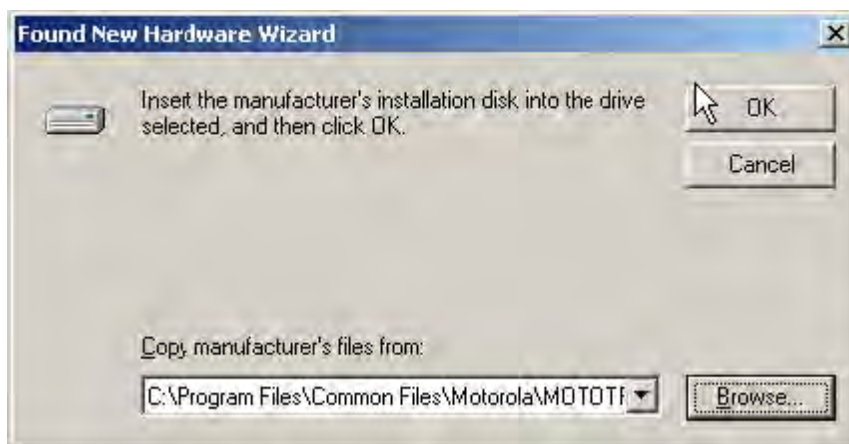 Found New Hardware Wizard
Insert the manufacturer's installation disk into the drive
selected, and then click OK.
OK
Cancel
Copy manufacturer's files from:
C:\Program Files\Common Files\Motorola\MOTOTF
Browse...